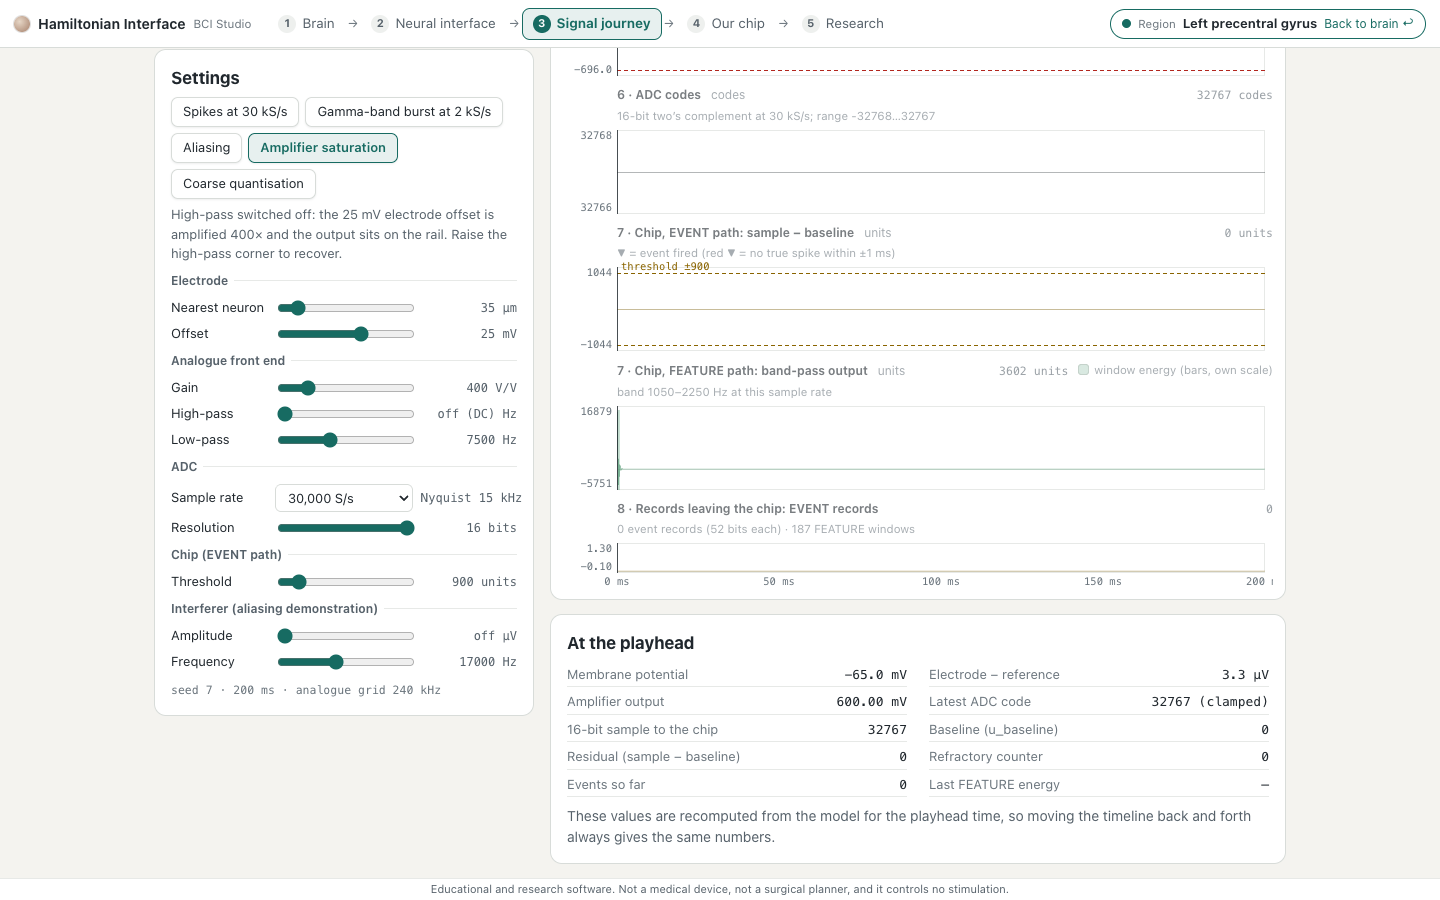 Hamiltonian Interface BCI Studio 1 Brain → 2 Neural interface → 3 Signal journey → 4 Our chip → 5 Research Region Left precentral gyrus Back to brain ↩
Settings
Spikes at 30 kS/s Gamma-band burst at 2 kS/s
Aliasing Amplifier saturation
Coarse quantisation
High-pass switched off: the 25 mV electrode offset is
amplified 400× and the output sits on the rail. Raise the
high-pass corner to recover.
Electrode
Nearest neuron 35 µm
Offset 25 mV
Analogue front end
Gain 400 V/V
High-pass off (DC) Hz
Low-pass 7500 Hz
ADC
Sample rate 30,000 S/s Nyquist 15 kHz
Resolution 16 bits
Chip (EVENT path)
Threshold 900 units
Interferer (aliasing demonstration)
Amplitude off µV
Frequency 17000 Hz
seed 7 · 200 ms · analogue grid 240 kHz
−696.0
6 · ADC codes codes 32767 codes
16-bit two's complement at 30 kS/s; range -32768…32767
32768
32766
7 · Chip, EVENT path: sample − baseline units 0 units
▼ = event fired (red ▼ = no true spike within ±1 ms)
threshold ±900
1044
−1044
7 · Chip, FEATURE path: band-pass output units 3602 units window energy (bars, own scale)
band 1050–2250 Hz at this sample rate
16879
−5751
8 · Records leaving the chip: EVENT records 0
0 event records (52 bits each) · 187 FEATURE windows
1.30
−0.10
0 ms 50 ms 100 ms 150 ms 200
At the playhead
Membrane potential −65.0 mV Electrode − reference 3.3 µV
Amplifier output 600.00 mV Latest ADC code 32767 (clamped)
16-bit sample to the chip 32767 Baseline (u_baseline) 0
Residual (sample − baseline) 0 Refractory counter 0
Events so far 0 Last FEATURE energy —
These values are recomputed from the model for the playhead time, so moving the timeline back and forth
always gives the same numbers.
Educational and research software. Not a medical device, not a surgical planner, and it controls no stimulation.